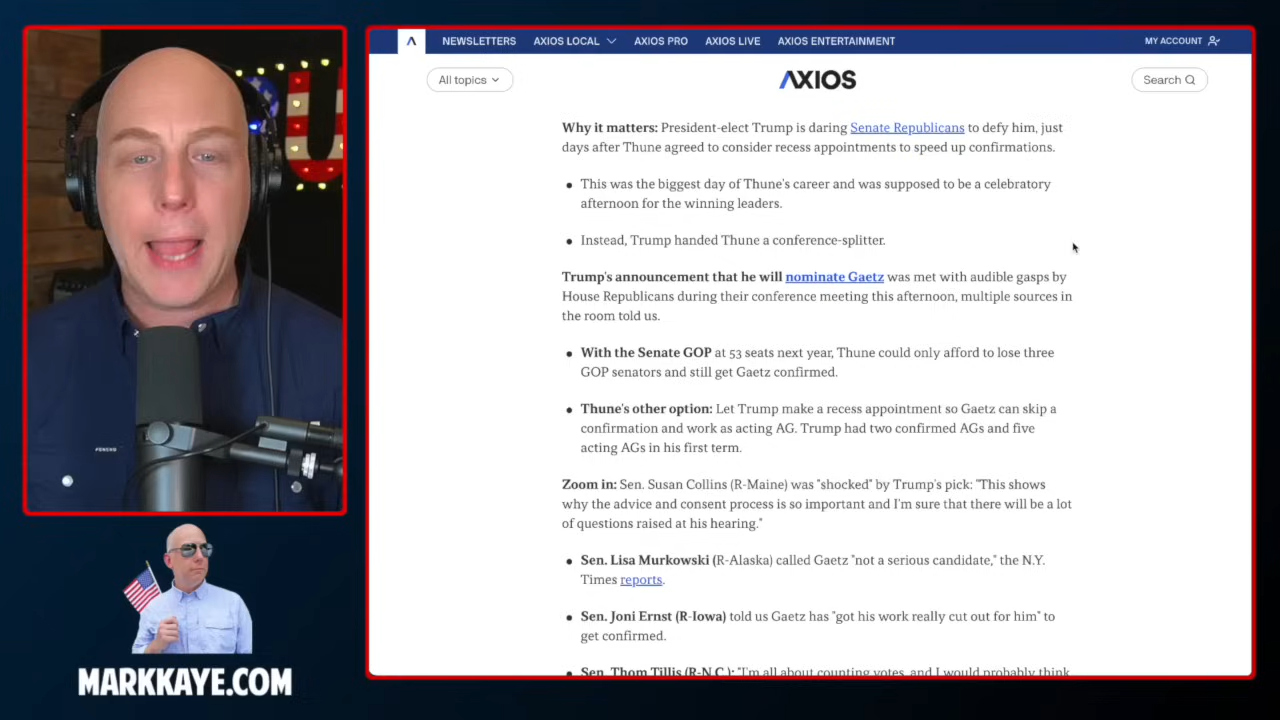 NEWSLETTERS AXIOS LOCAL AXIOS PRO AXIOS LIVE AXIOS ENTERTAINMENT MY ACCOUNT
All topics AXIOS Search
Why it matters: President-elect Trump is daring Senate Republicans to defy him, just
days after Thune agreed to consider recess appointments to speed up confirmations.
• This was the biggest day of Thune's career and was supposed to be a celebratory
afternoon for the winning leaders.
• Instead, Trump handed Thune a conference-splitter.
Trump's announcement that he will nominate Gaetz was met with audible gasps by
House Republicans during their conference meeting this afternoon, multiple sources in
the room told us.
• With the Senate GOP at 53 seats next year, Thune could only afford to lose three
GOP senators and still get Gaetz confirmed.
• Thune's other option: Let Trump make a recess appointment so Gaetz can skip a
confirmation and work as acting AG. Trump had two confirmed AGs and five
acting AGs in his first term.
Zoom in: Sen. Susan Collins (R-Maine) was "shocked" by Trump's pick: "This shows
why the advice and consent process is so important and I'm sure that there will be a lot
of questions raised at his hearing."
• Sen. Lisa Murkowski (R-Alaska) called Gaetz "not a serious candidate," the N.Y.
Times reports.
• Sen. Joni Ernst (R-Iowa) told us Gaetz has "got his work really cut out for him" to
get confirmed.
• Sen. Thom Tillis (R-N.C.): "I'm all about counting votes, and I would probably think
MARKKAYE.COM